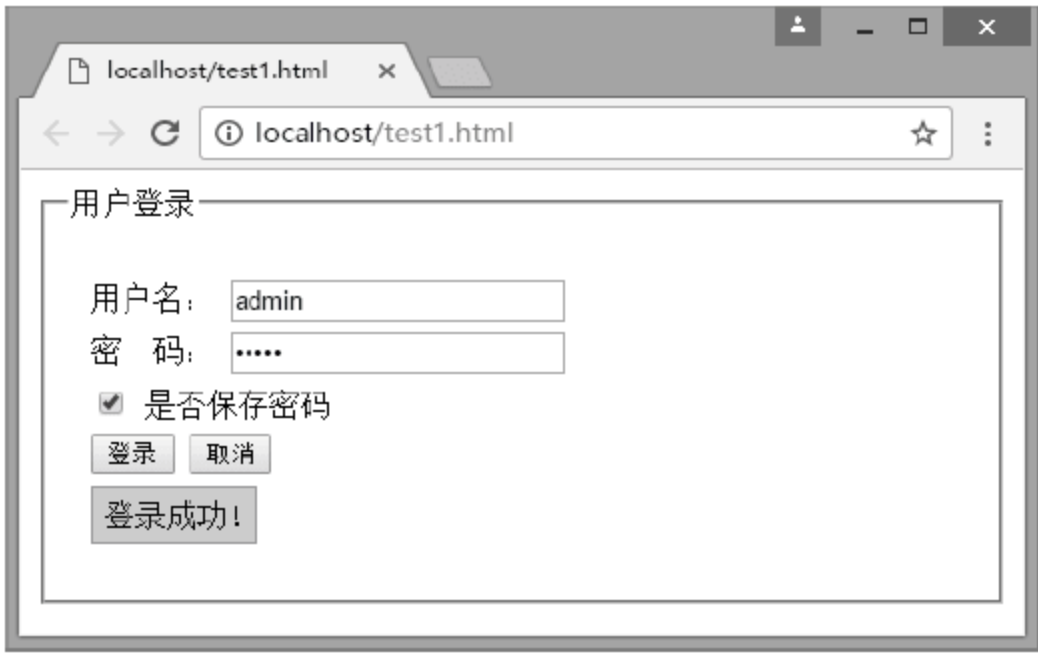 localhost/test1.html
localhost/test1.html
用户登录
用户名： admin
密 码： •••••
是否保存密码
登录 取消
登录成功！